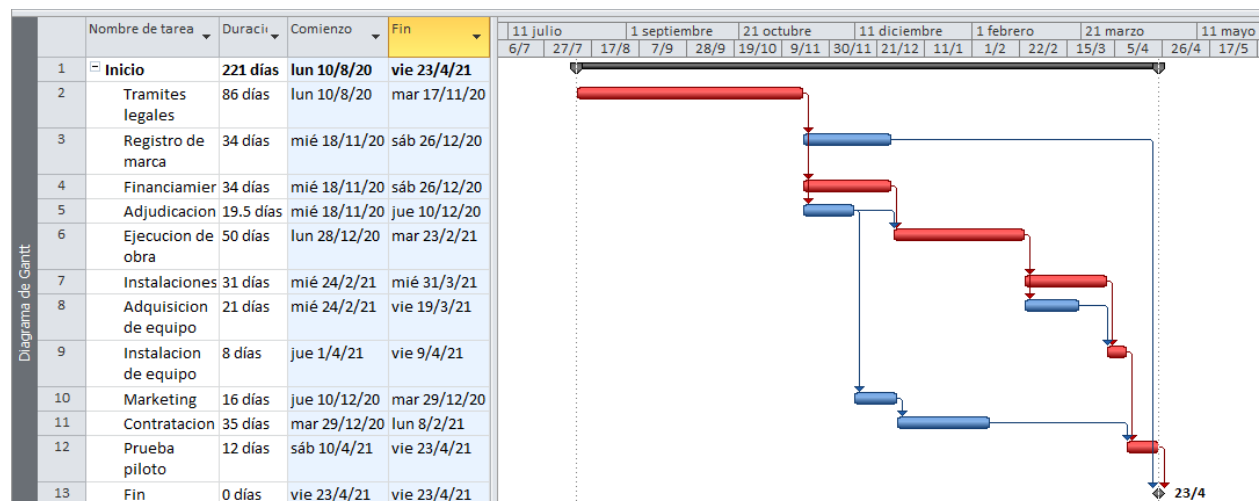 Nombre de tarea Duració Comienzo Fin
11 julio 1 septiembre 21 octubre 11 diciembre 1 febrero 21 marzo 11 mayo
6/7 27/7 17/8 7/9 28/9 19/10 9/11 30/11 21/12 11/1 1/2 22/2 15/3 5/4 26/4 17/5
1 Inicio 221 días lun 10/8/20 vie 23/4/21
2 Tramites 86 días lun 10/8/20 mar 17/11/20
legales
3 Registro de 34 días mié 18/11/20 sáb 26/12/20
marca
4 Financiamier 34 días mié 18/11/20 sáb 26/12/20
5 Adjudicacion 19.5 días mié 18/11/20 jue 10/12/20
6 Ejecucion de 50 días lun 28/12/20 mar 23/2/21
obra
7 Instalaciones 31 días mié 24/2/21 mié 31/3/21
8 Adquisicion 21 días mié 24/2/21 vie 19/3/21
de equipo
9 Instalacion 8 días jue 1/4/21 vie 9/4/21
de equipo
10 Marketing 16 días jue 10/12/20 mar 29/12/20
11 Contratacion 35 días mar 29/12/20 lun 8/2/21
12 Prueba 12 días sáb 10/4/21 vie 23/4/21
piloto
13 Fin 0 días vie 23/4/21 vie 23/4/21
23/4
Diagrama de Gantt